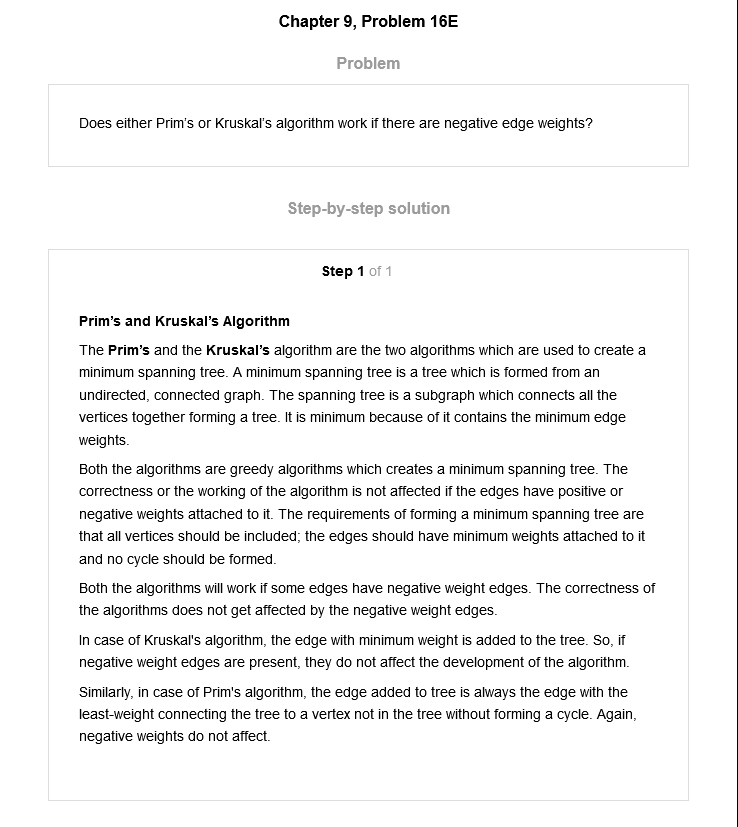 Chapter 9, Problem 16E
Problem
Does either Prim's or Kruskal's algorithm work if there are negative edge weights?
Step-by-step solution
Step 1 of 1
Prim's and Kruskal's Algorithm
The Prim's and the Kruskal's algorithm are the two algorithms which are used to create a
minimum spanning tree. A minimum spanning tree is a tree which is formed from an
undirected, connected graph. The spanning tree is a subgraph which connects all the
vertices together forming a tree. It is minimum because of it contains the minimum edge
weights.
Both the algorithms are greedy algorithms which creates a minimum spanning tree. The
correctness or the working of the algorithm is not affected if the edges have positive or
negative weights attached to it. The requirements of forming a minimum spanning tree are
that all vertices should be included; the edges should have minimum weights attached to it
and no cycle should be formed.
Both the algorithms will work if some edges have negative weight edges. The correctness of
the algorithms does not get affected by the negative weight edges.
In case of Kruskal's algorithm, the edge with minimum weight is added to the tree. So, if
negative weight edges are present, they do not affect the development of the algorithm.
Similarly, in case of Prim's algorithm, the edge added to tree is always the edge with the
least-weight connecting the tree to a vertex not in the tree without forming a cycle. Again,
negative weights do not affect.